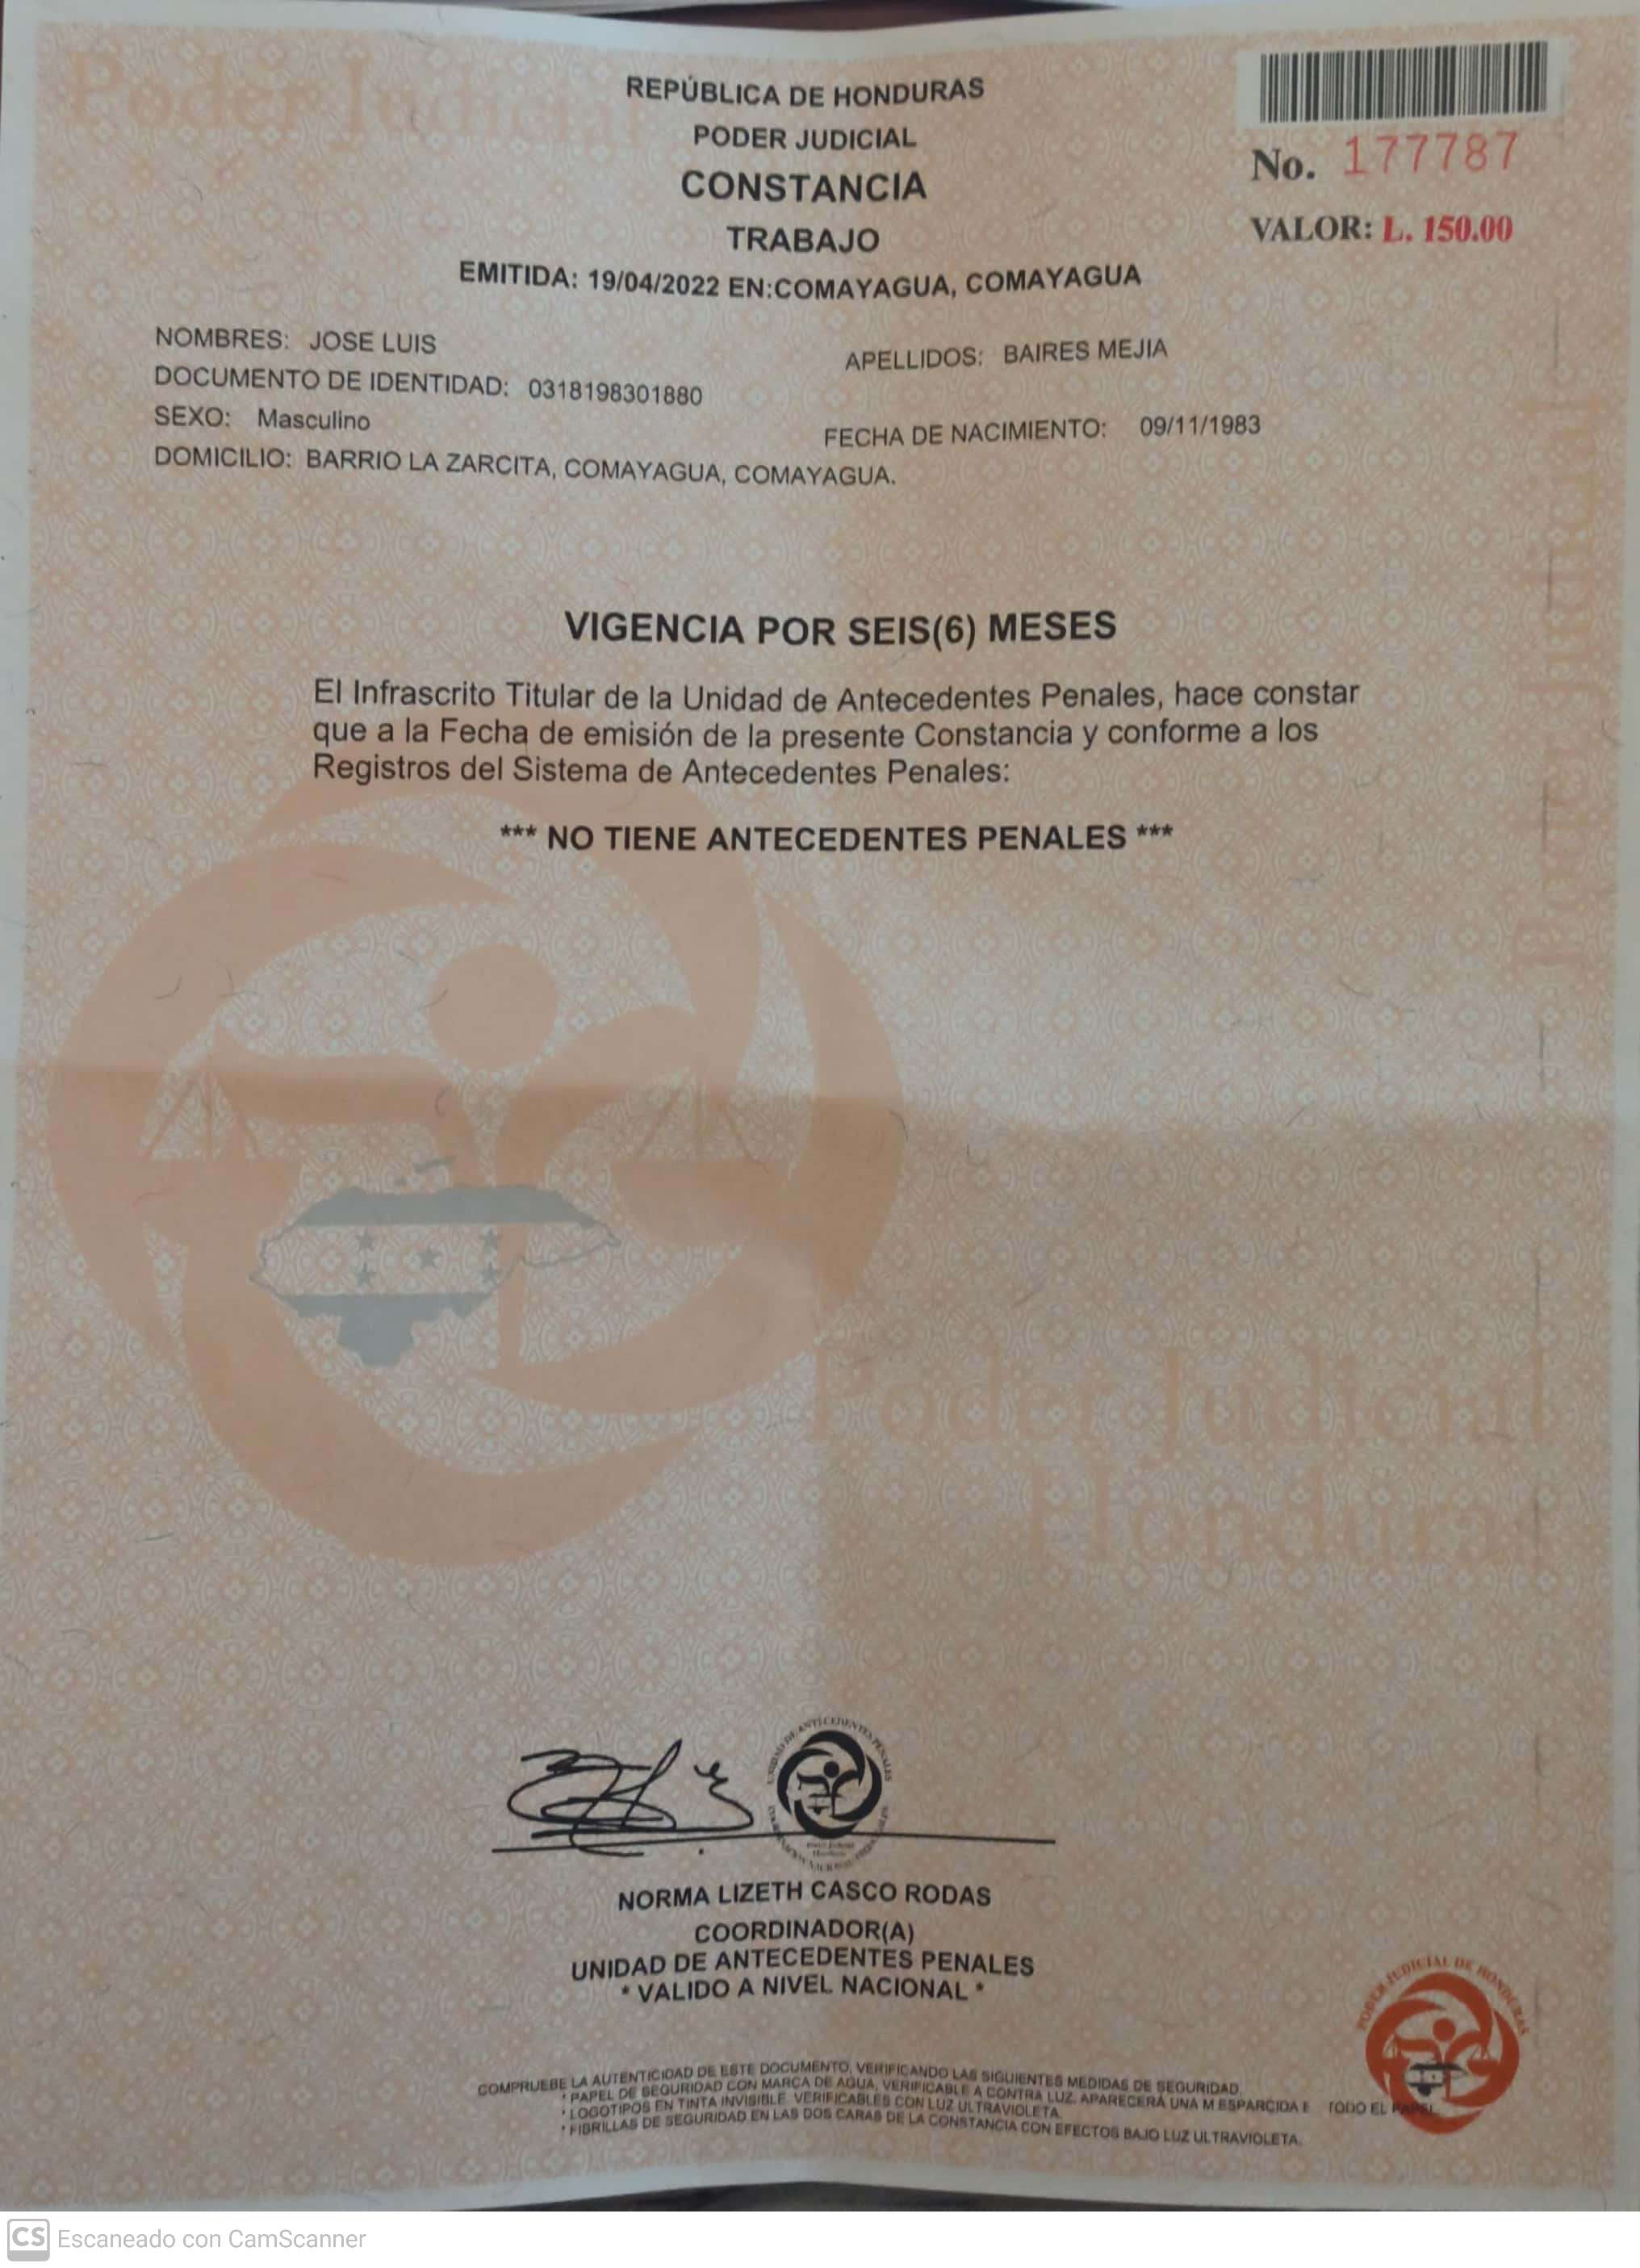 Poder Judicial
REPÚBLICA DE HONDURAS
PODER JUDICIAL
CONSTANCIA
TRABAJO
EMITIDA: 19/04/2022 EN:COMAYAGUA, COMAYAGUA
No. 177787
VALOR: L. 150.00
NOMBRES: JOSE LUIS
APELLIDOS: BAIRES MEJIA
DOCUMENTO DE IDENTIDAD: 0318198301880
SEXO: Masculino
FECHA DE NACIMIENTO: 09/11/1983
DOMICILIO: BARRIO LA ZARCITA, COMAYAGUA, COMAYAGUA.
VIGENCIA POR SEIS(6) MESES
El Infrascrito Titular de la Unidad de Antecedentes Penales, hace constar
que a la Fecha de emisión de la presente Constancia y conforme a los
Registros del Sistema de Antecedentes Penales:
*** NO TIENE ANTECEDENTES PENALES ***
Poder Judicial
Honduras
NORMA LIZETH CASCO RODAS
COORDINADOR(A)
UNIDAD DE ANTECEDENTES PENALES
* VALIDO A NIVEL NACIONAL *
PODER JUDICIAL DE HONDURAS
COMPRUEBE LA AUTENTICIDAD DE ESTE DOCUMENTO, VERIFICANDO LAS SIGUIENTES MEDIDAS DE SEGURIDAD.
* PAPEL DE SEGURIDAD CON MARCA DE AGUA, VERIFICABLE A CONTRA LUZ. APARECERÁ UNA M ESPARCIDA E TODO EL PAPEL.
* LOGOTIPOS EN TINTA INVISIBLE. VERIFICABLES CON LUZ ULTRAVIOLETA.
* FIBRILLAS DE SEGURIDAD EN LAS DOS CARAS DE LA CONSTANCIA CON EFECTOS BAJO LUZ ULTRAVIOLETA.
CS Escaneado con CamScanner